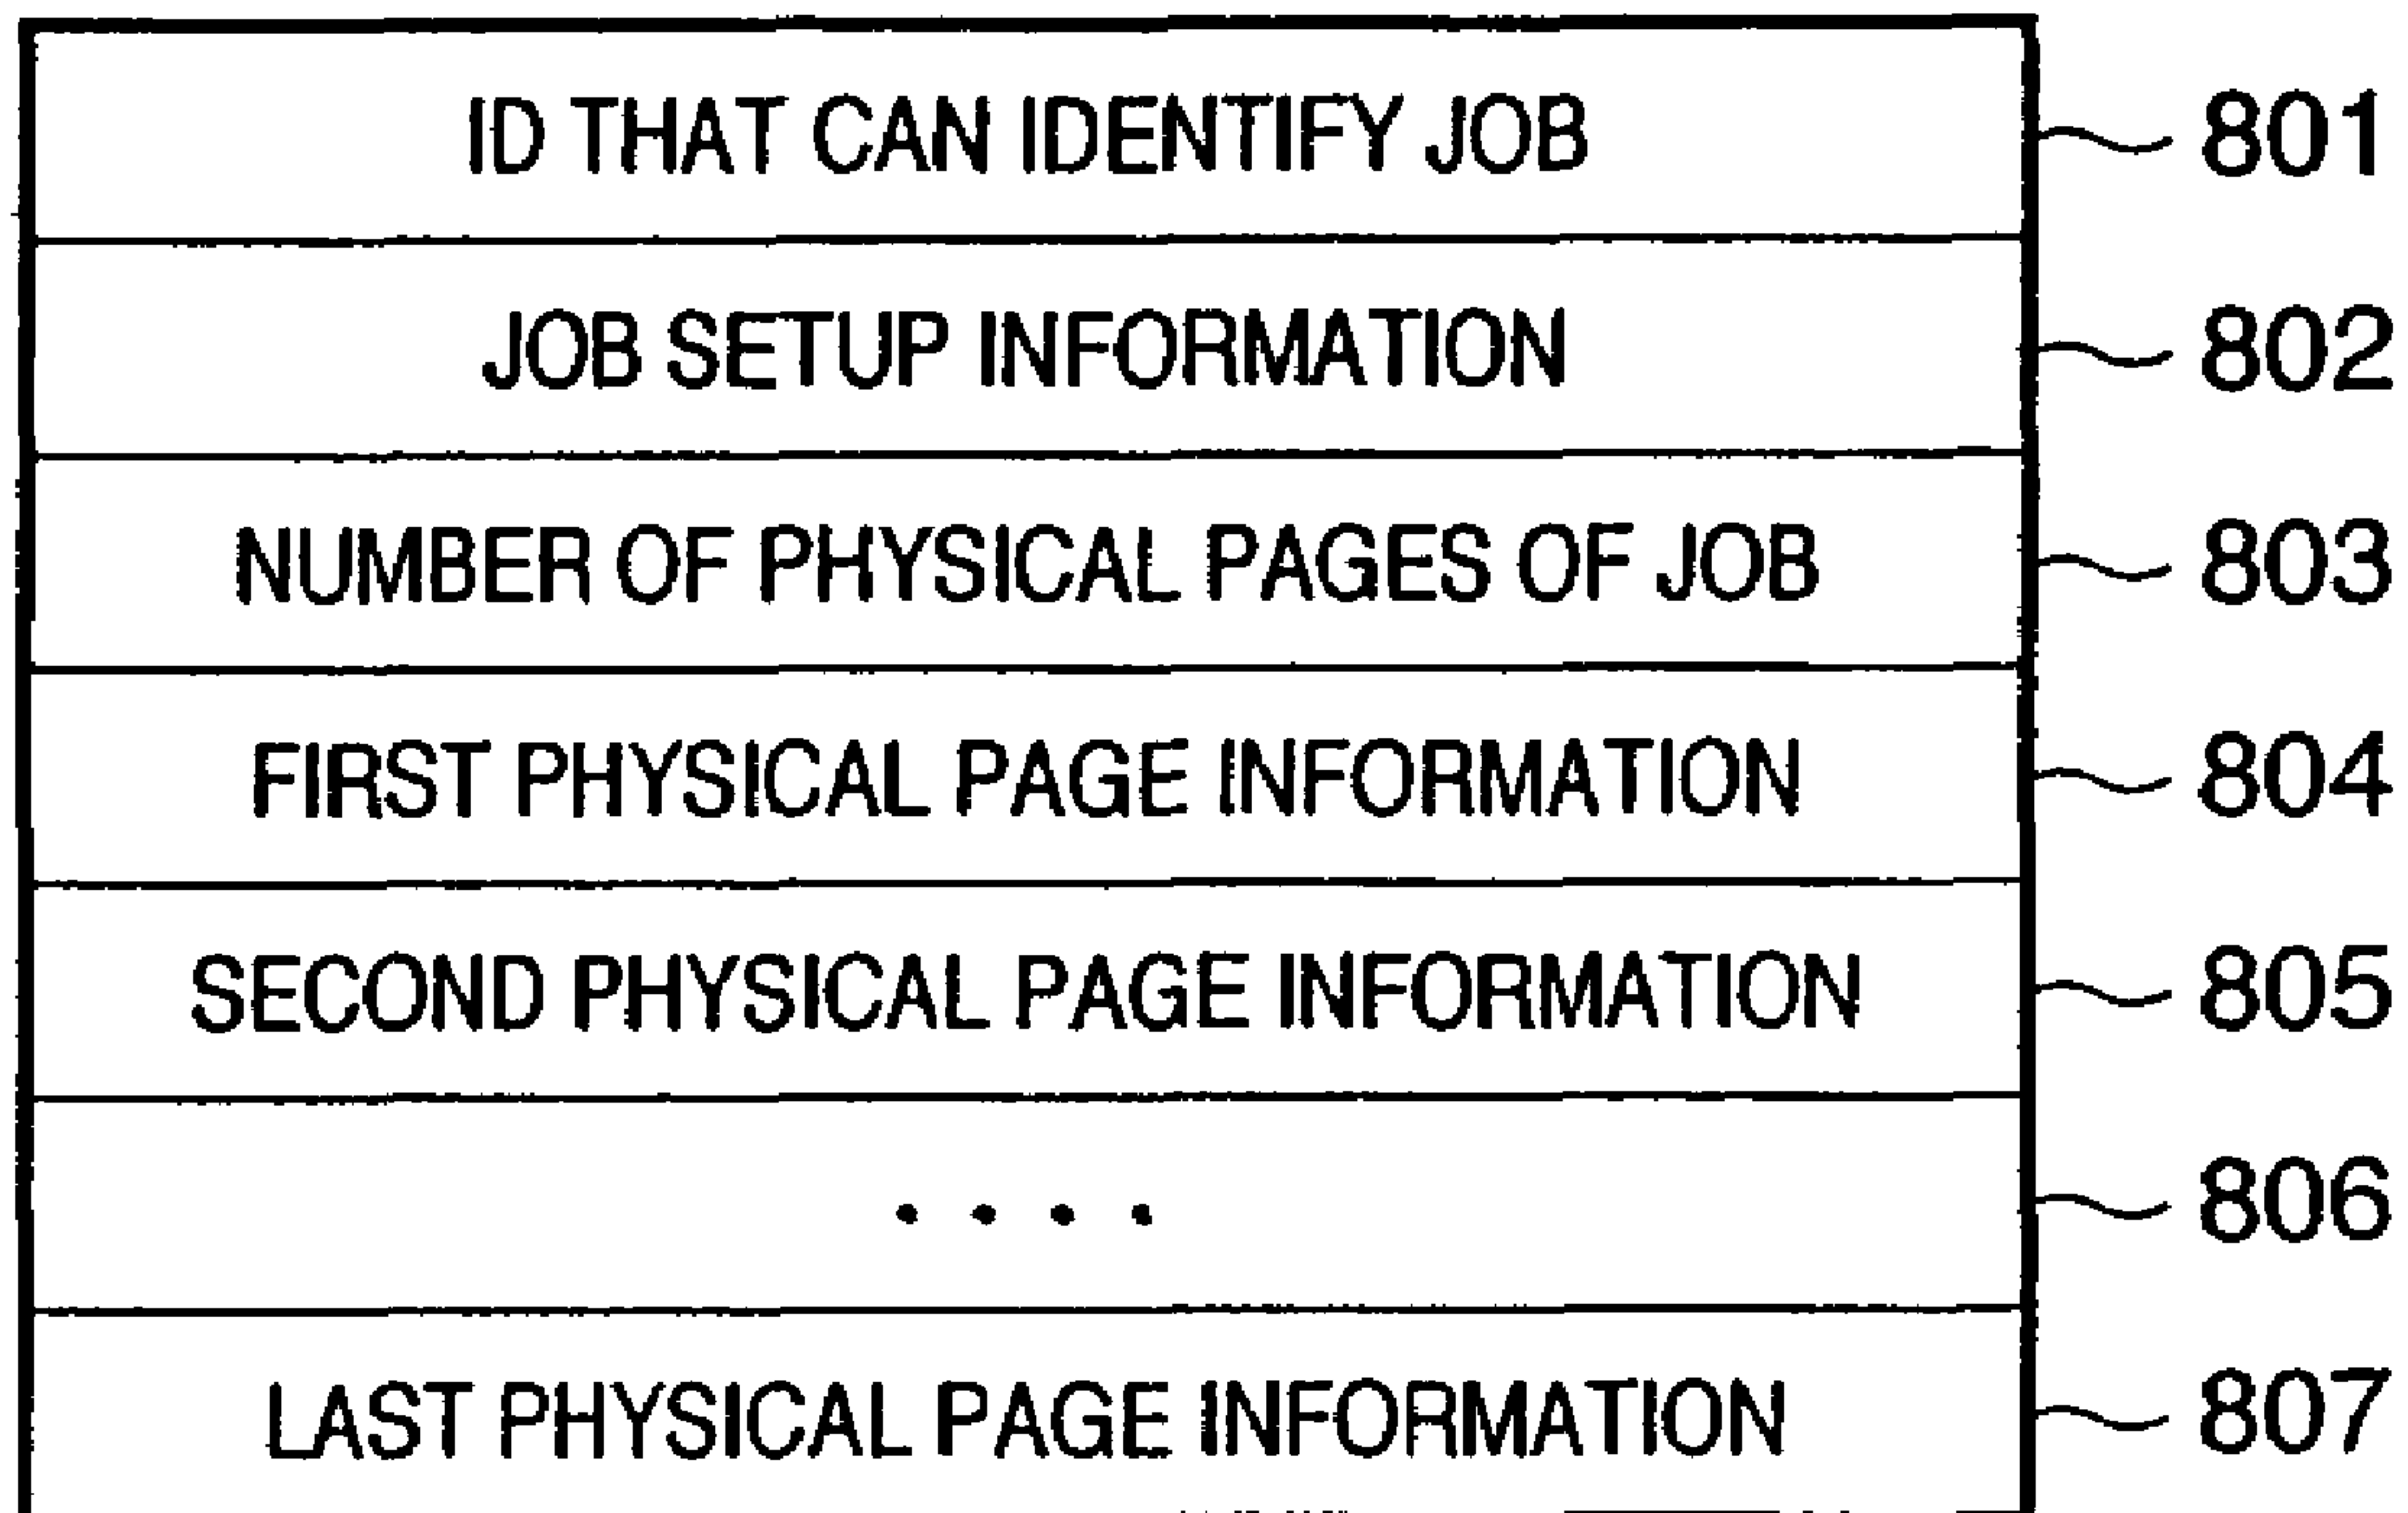 ID THAT CAN IDENTIFY JOB 801
JOB SETUP INFORMATION 802
NUMBER OF PHYSICAL PAGES OF JOB 803
FIRST PHYSICAL PAGE INFORMATION 804
SECOND PHYSICAL PAGE INFORMATION 805
. . . . 806
LAST PHYSICAL PAGE INFORMATION 807